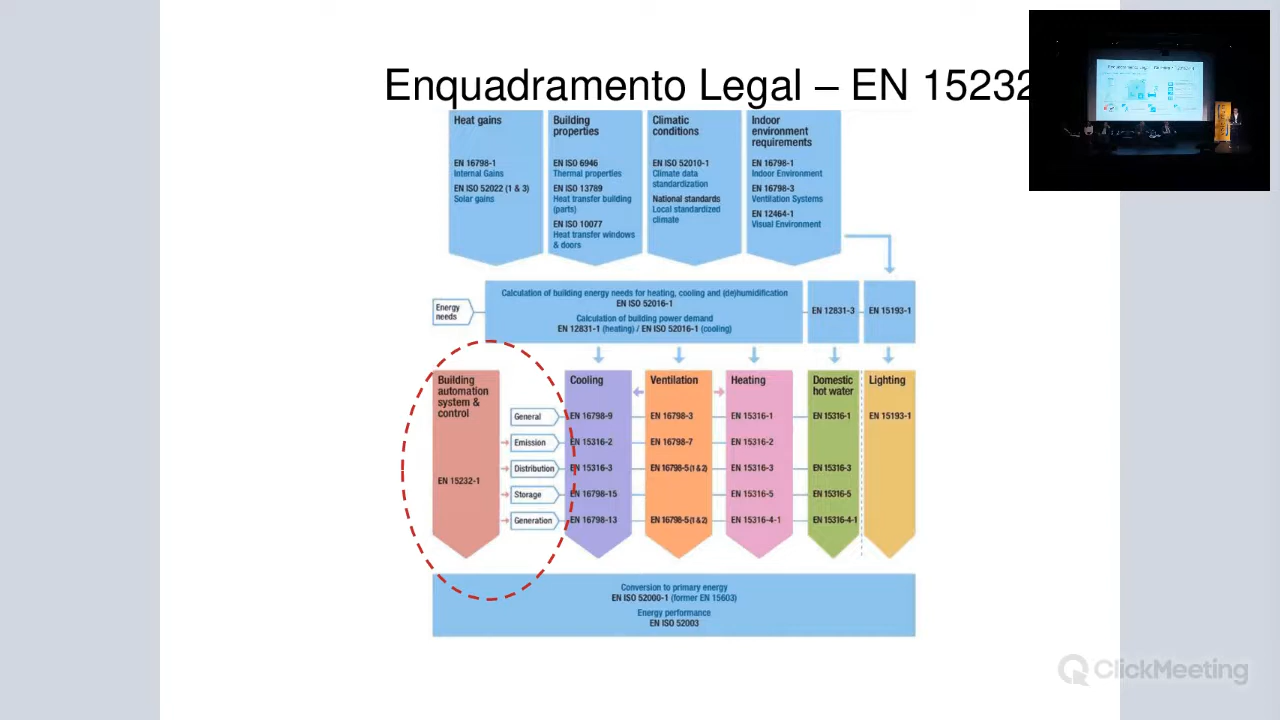 Enquadramento Legal – EN 15232
Heat gains
EN 16798-1
Internal Gains
EN ISO 52022 (1 & 3)
Solar gains
Building
properties
EN ISO 6946
Thermal properties
EN ISO 13789
Heat transfer building
(parts)
EN ISO 10077
Heat transfer windows
& doors
Climatic
conditions
EN ISO 52010-1
Climate data
standardization
National standards
Local standardized
climate
Indoor
environment
requirements
EN 16798-1
Indoor Environment
EN 16798-3
Ventilation Systems
EN 12464-1
Visual Environment
Energy
needs
Calculation of building energy needs for heating, cooling and (de)humidification
EN ISO 52016-1
Calculation of building power demand
EN 12831-1 (heating) / EN ISO 52016-1 (cooling)
EN 12831-3
EN 15193-1
Building
automation
system &
control
EN 15232-1
General
Emission
Distribution
Storage
Generation
Cooling
EN 16798-9
EN 15316-2
EN 15316-3
EN 16798-15
EN 16798-13
Ventilation
EN 16798-3
EN 16798-7
EN 16798-5 (1 & 2)
EN 16798-5 (1 & 2)
Heating
EN 15316-1
EN 15316-2
EN 15316-3
EN 15316-5
EN 15316-4-1
Domestic
hot water
EN 15316-1
EN 15316-3
EN 15316-5
EN 15316-4-1
Lighting
EN 15193-1
Conversion to primary energy
EN ISO 52000-1 (former EN 15603)
Energy performance
EN ISO 52003
ClickMeeting